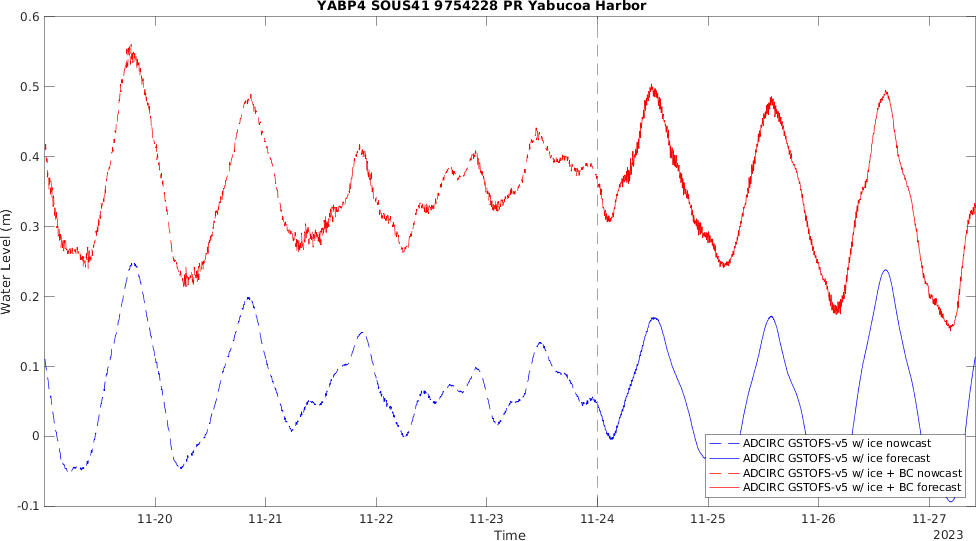 YABP4 SOUS41 9754228 PR Yabucoa Harbor
0.6
0.5
0.4
0.3
0.2
0.1
0
-0.1
Water Level (m)
11-20 11-21 11-22 11-23 11-24 11-25 11-26 11-27
Time
2023
ADCIRC GSTOFS-v5 w/ ice nowcast
ADCIRC GSTOFS-v5 w/ ice forecast
ADCIRC GSTOFS-v5 w/ ice + BC nowcast
ADCIRC GSTOFS-v5 w/ ice + BC forecast